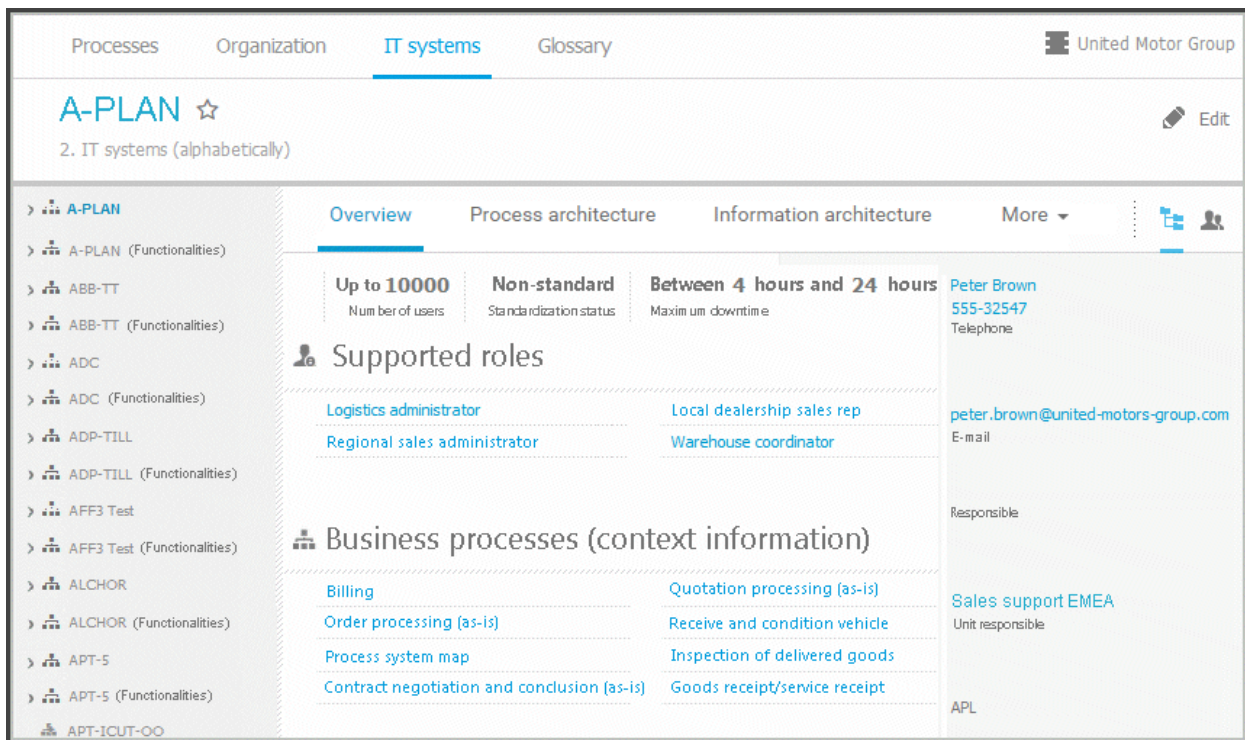 Processes Organization IT systems Glossary United Motor Group
A-PLAN
Edit
2. IT systems (alphabetically)
A-PLAN
A-PLAN (Functionalities)
ABB-TT
ABB-TT (Functionalities)
ADC
ADC (Functionalities)
ADP-TILL
ADP-TILL (Functionalities)
AFF3 Test
AFF3 Test (Functionalities)
ALCHOR
ALCHOR (Functionalities)
APT-5
APT-5 (Functionalities)
APT-ICUT-OO
Overview Process architecture Information architecture More
Up to 10000 Non-standard Between 4 hours and 24 hours
Number of users Standardization status Maximum downtime
Supported roles
Logistics administrator Local dealership sales rep
Regional sales administrator Warehouse coordinator
Business processes (context information)
Billing Quotation processing (as-is)
Order processing (as-is) Receive and condition vehicle
Process system map Inspection of delivered goods
Contract negotiation and conclusion (as-is) Goods receipt/service receipt
Peter Brown
555-32547
Telephone
peter.brown@united-motors-group.com
E-mail
Responsible
Sales support EMEA
Unit responsible
APL